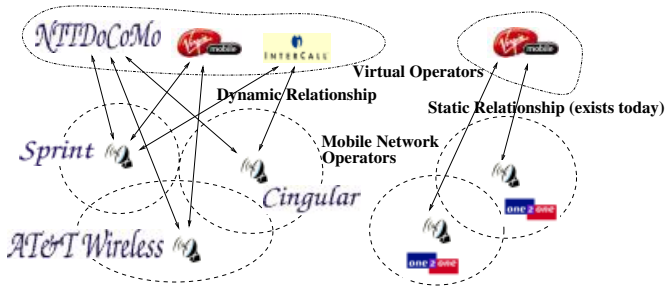 NTTDoCoMo
Virgin mobile
INTERCALL
Virgin mobile
Virtual Operators
Dynamic Relationship
Static Relationship (exists today)
Sprint
Mobile Network
Operators
Cingular
one 2 one
AT&T Wireless
one 2 one